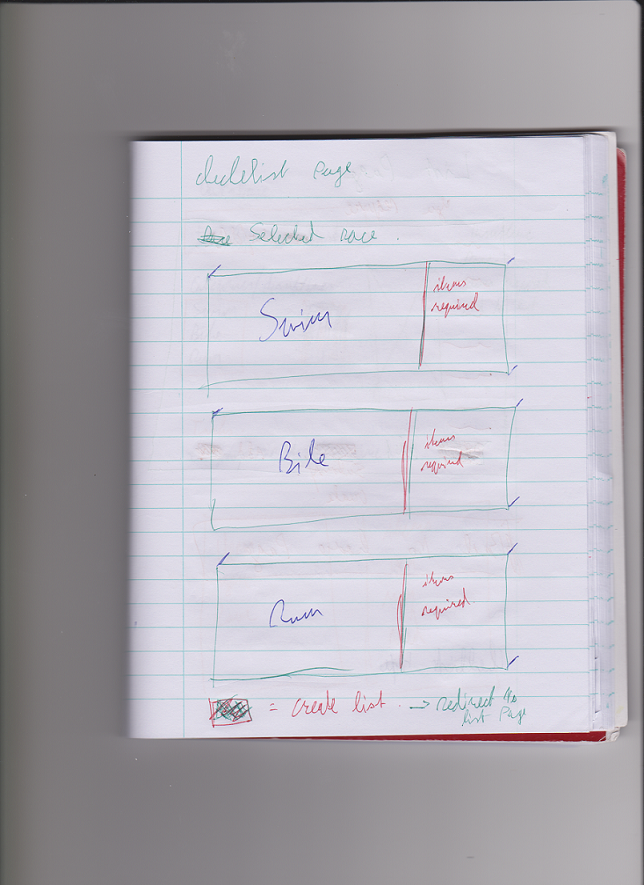 checklist page
Selected race.
Swim
items
required
Bike
items
required
Run
items
required
= create list. → redirect to
list Page